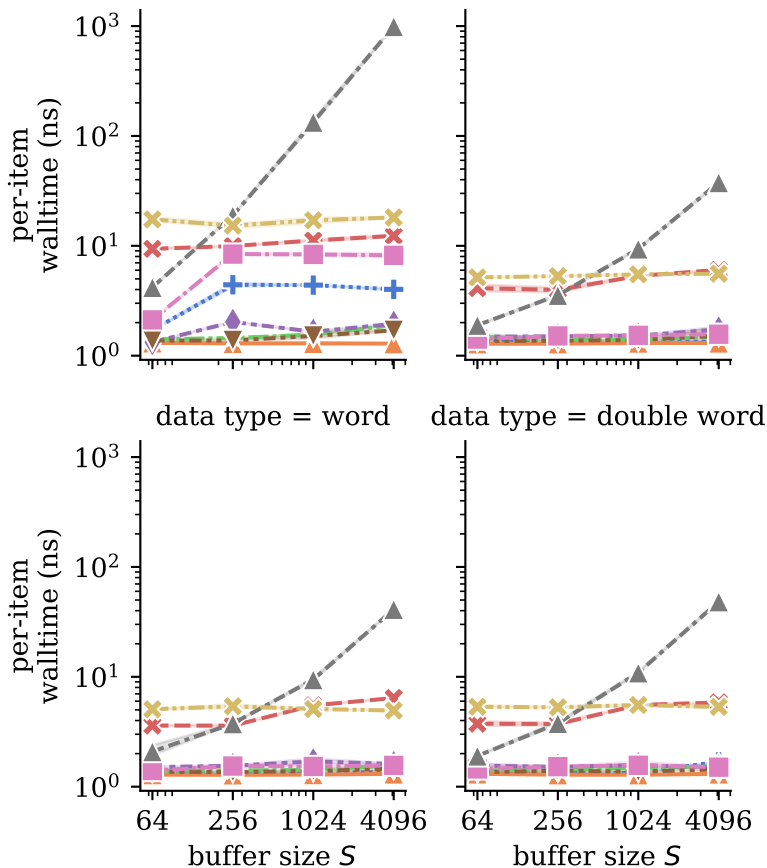 10³
10²
10¹
10⁰
per-item
walltime (ns)
data type = word
data type = double word
10³
10²
10¹
10⁰
per-item
walltime (ns)
64 256 1024 4096
64 256 1024 4096
buffer size S
buffer size S